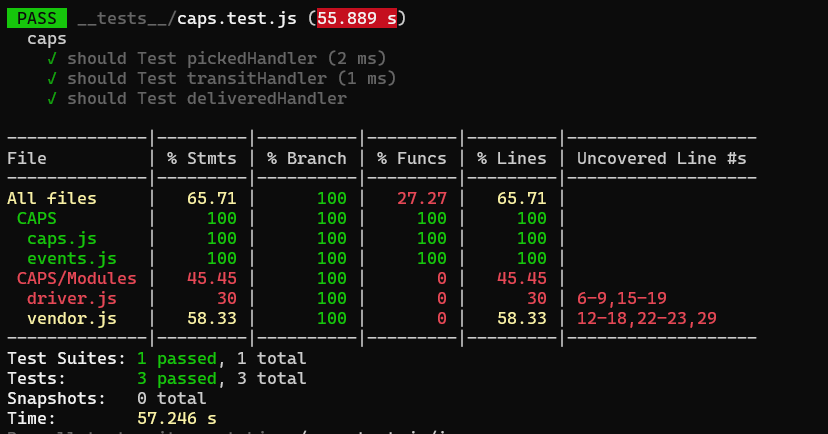 PASS __tests__/caps.test.js (55.889 s)
caps
√ should Test pickedHandler (2 ms)
√ should Test transitHandler (1 ms)
√ should Test deliveredHandler
--------------|---------|----------|---------|---------|-------------------
File          | % Stmts | % Branch | % Funcs | % Lines | Uncovered Line #s
--------------|---------|----------|---------|---------|-------------------
All files     |   65.71 |      100 |   27.27 |   65.71 |
 CAPS         |     100 |      100 |     100 |     100 |
  caps.js     |     100 |      100 |     100 |     100 |
  events.js   |     100 |      100 |     100 |     100 |
 CAPS/Modules |   45.45 |      100 |       0 |   45.45 |
  driver.js   |      30 |      100 |       0 |      30 | 6-9,15-19
  vendor.js   |   58.33 |      100 |       0 |   58.33 | 12-18,22-23,29
--------------|---------|----------|---------|---------|-------------------
Test Suites: 1 passed, 1 total
Tests:       3 passed, 3 total
Snapshots:   0 total
Time:        57.246 s